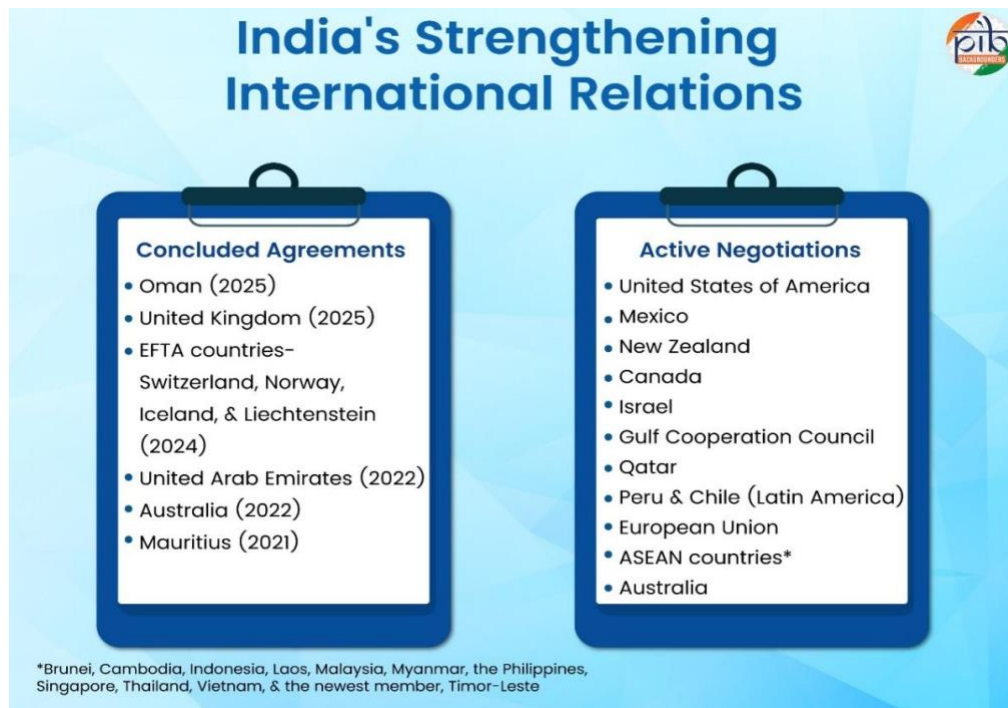 India's Strengthening
International Relations
pib
BACKGROUNDERS
Concluded Agreements
• Oman (2025)
• United Kingdom (2025)
• EFTA countries-
Switzerland, Norway,
Iceland, & Liechtenstein
(2024)
• United Arab Emirates (2022)
• Australia (2022)
• Mauritius (2021)
Active Negotiations
• United States of America
• Mexico
• New Zealand
• Canada
• Israel
• Gulf Cooperation Council
• Qatar
• Peru & Chile (Latin America)
• European Union
• ASEAN countries*
• Australia
*Brunei, Cambodia, Indonesia, Laos, Malaysia, Myanmar, the Philippines,
Singapore, Thailand, Vietnam, & the newest member, Timor-Leste